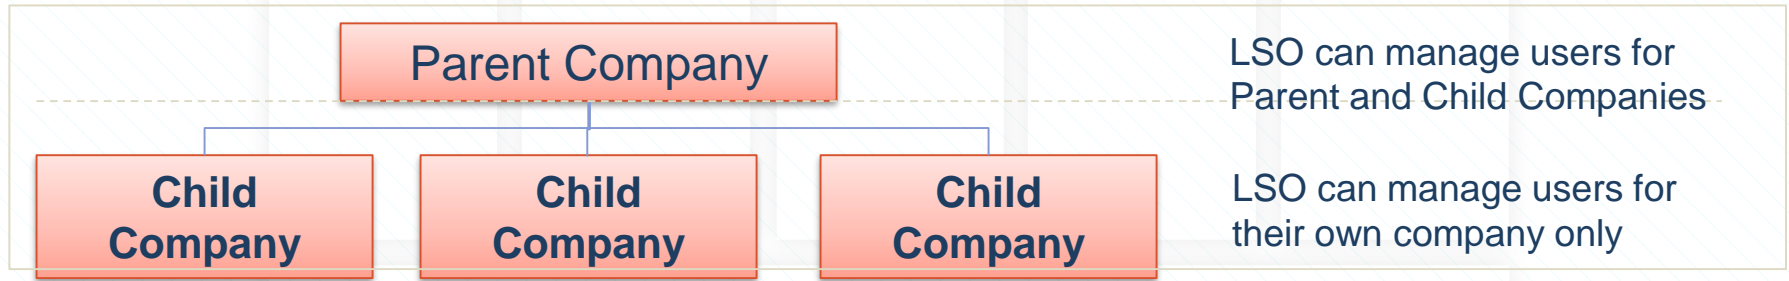 Parent Company
LSO can manage users for
Parent and Child Companies
Child
Company
Child
Company
Child
Company
LSO can manage users for
their own company only